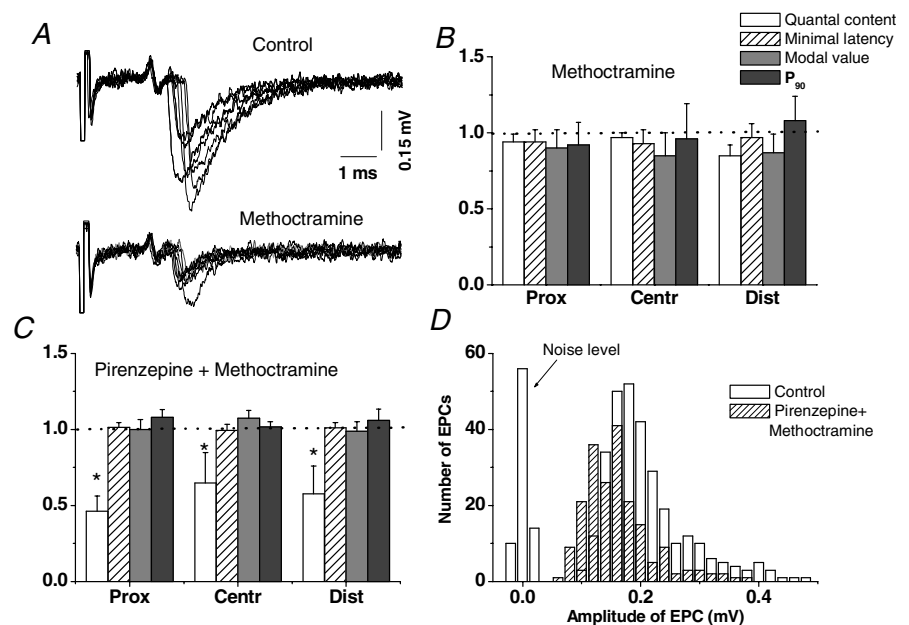 A
Control
0.15 mV
1 ms
Methoctramine
B
Quantal content
Minimal latency
Modal value
P90
Methoctramine
1.5
1.0
0.5
0.0
Prox
Centr
Dist
C
Pirenzepine + Methoctramine
1.5
1.0
0.5
0.0
*
*
*
Prox
Centr
Dist
D
Noise level
Control
Pirenzepine+
Methoctramine
Number of EPCs
60
40
20
0
0.0
0.2
0.4
Amplitude of EPC (mV)